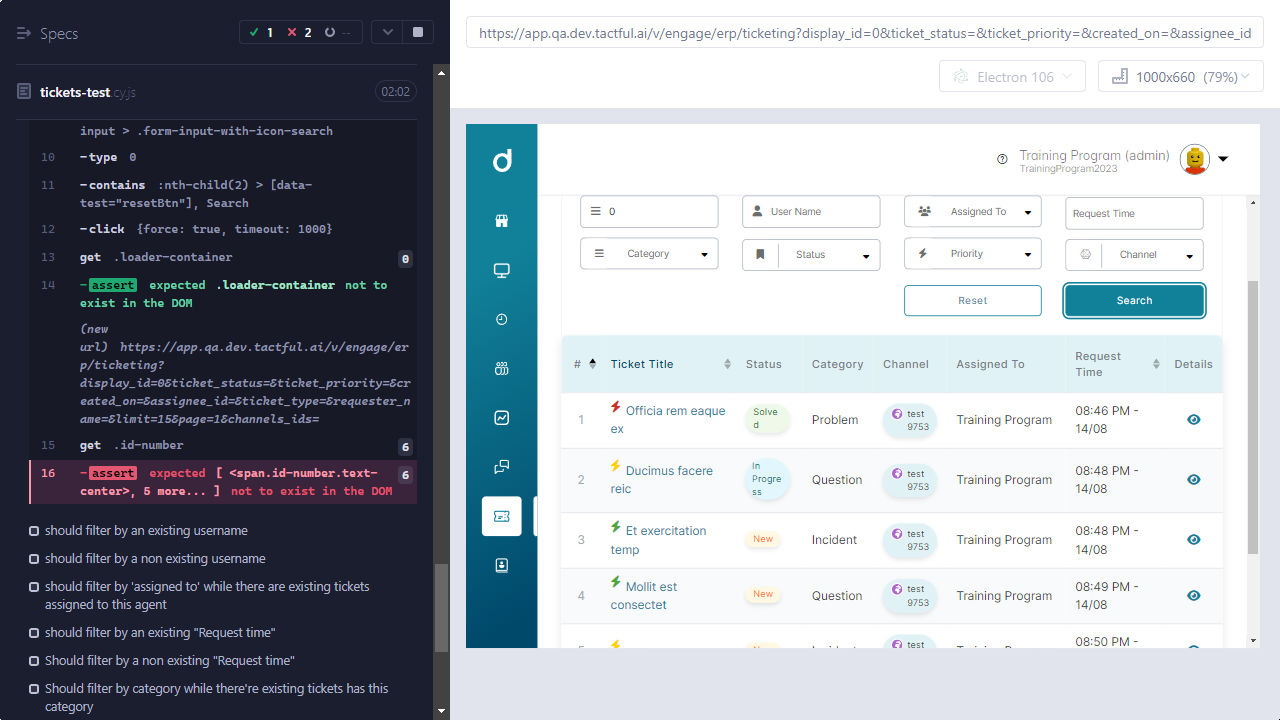 Specs
1
2
--
tickets-test.cy.js
02:02
input > .form-input-with-icon-search
10 -type 0
11 -contains :nth-child(2) > [data-
test="resetBtn"], Search
12 -click {force: true, timeout: 1000}
13 get .loader-container 0
14 -assert expected .loader-container not to
exist in the DOM
(new
url) https://app.qa.dev.tactful.ai/v/engage/er
p/ticketing?
display_id=0&ticket_status=&ticket_priority=&cr
eated_on=&assignee_id=&ticket_type=&requester_n
ame=&limit=15&page=1&channels_ids=
15 get .id-number 6
16 -assert expected [ <span.id-number.text- 6
center>, 5 more... ] not to exist in the DOM
should filter by an existing username
should filter by a non existing username
should filter by 'assigned to' while there are existing tickets
assigned to this agent
should filter by an existing "Request time"
Should filter by a non existing "Request time"
Should filter by category while there're existing tickets has this
category
https://app.qa.dev.tactful.ai/v/engage/erp/ticketing?display_id=0&ticket_status=&ticket_priority=&created_on=&assignee_id
Electron 106
1000x660 (79%)
d
Training Program (admin)
TrainingProgram2023
0
User Name
Assigned To
Request Time
Category
Status
Priority
Channel
Reset
Search
# Ticket Title Status Category Channel Assigned To Request
Time Details
1 Officia rem eaque
ex Solve
d Problem test
9753 Training Program 08:46 PM -
14/08
2 Ducimus facere
reic In
Progre
ss Question test
9753 Training Program 08:48 PM -
14/08
3 Et exercitation
temp New Incident test
9753 Training Program 08:48 PM -
14/08
4 Mollit est
consectet New Question test
9753 Training Program 08:49 PM -
14/08
test
08:50 PM -